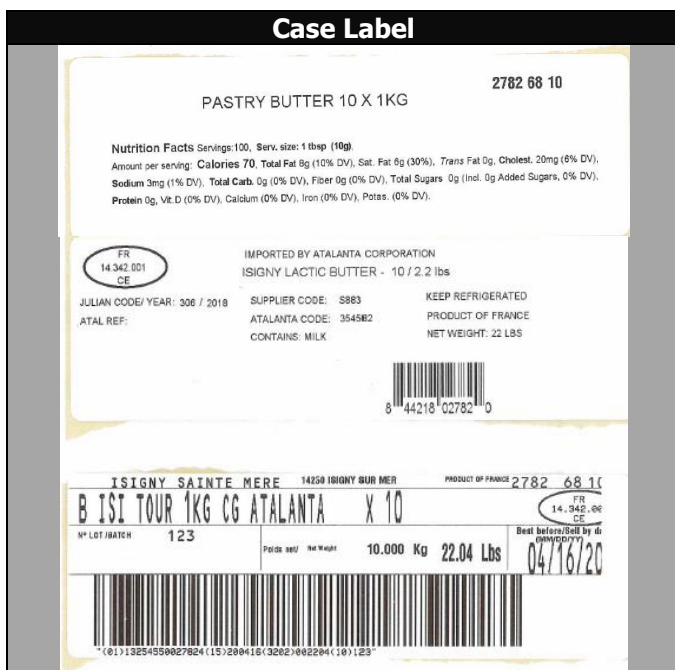 Case Label
2782 68 10
PASTRY BUTTER 10 X 1KG
Nutrition Facts Servings:100, Serv. size: 1 tbsp (10g),
Amount per serving: Calories 70, Total Fat 8g (10% DV), Sat. Fat 6g (30%), Trans Fat 0g, Cholest. 20mg (6% DV),
Sodium 3mg (1% DV), Total Carb. 0g (0% DV), Fiber 0g (0% DV), Total Sugars 0g (Incl. 0g Added Sugars, 0% DV),
Protein 0g, Vit.D (0% DV), Calcium (0% DV), Iron (0% DV), Potas. (0% DV).
FR
14.342.001
CE
IMPORTED BY ATALANTA CORPORATION
ISIGNY LACTIC BUTTER - 10 / 2.2 lbs
JULIAN CODE/ YEAR: 306 / 2018
SUPPLIER CODE: S883
KEEP REFRIGERATED
ATAL REF:
ATALANTA CODE: 3545B2
PRODUCT OF FRANCE
CONTAINS: MILK
NET WEIGHT: 22 LBS
8 44218 02782 0
ISIGNY SAINTE MERE 14230 ISIGNY SUR MER PRODUCT OF FRANCE 2782 68 10
B ISI TOUR 1KG CG ATALANTA X 10
FR
14.342.00
CE
N° LOT/BATCH 123
Poids net/ Net Weight 10.000 Kg 22.04 Lbs
Best before/Sell by da
(MM/DD/YY)
04/16/20
"(01)13254550027824(15)200416(3202)002204(10)123"